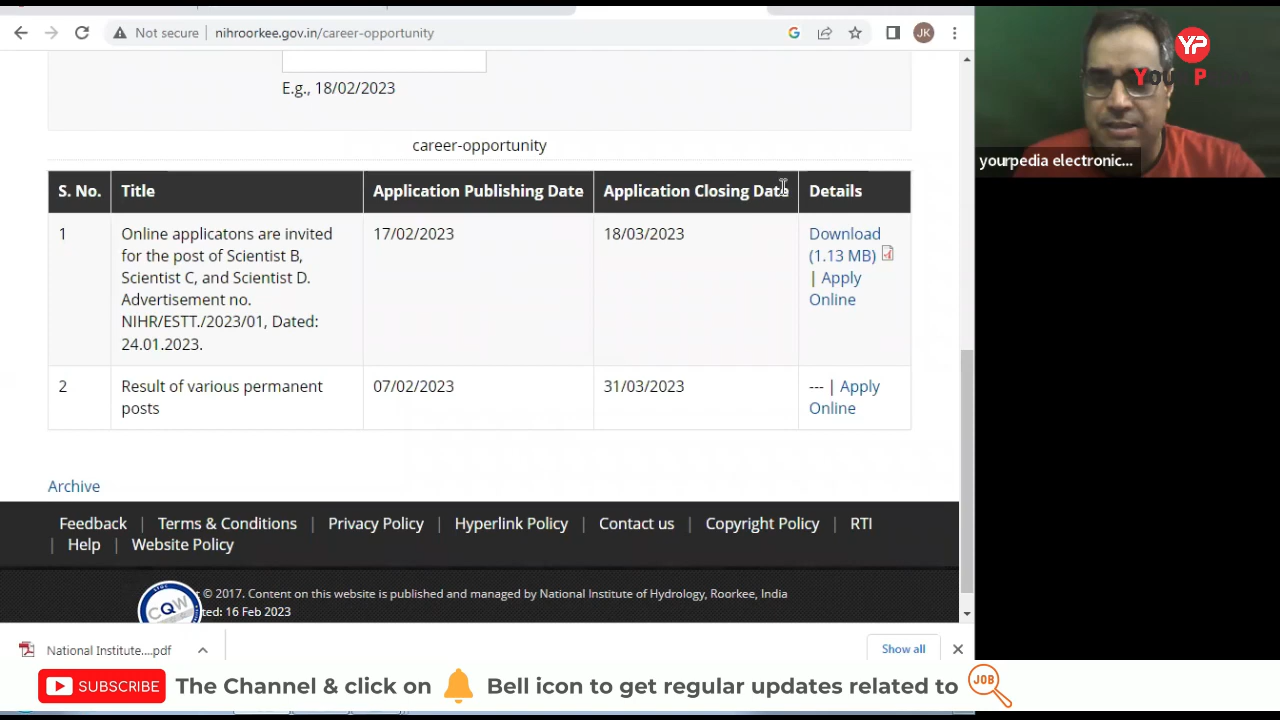 Not secure | nihroorkee.gov.in/career-opportunity
JK
YP
E.g., 18/02/2023
career-opportunity
S. No. Title Application Publishing Date Application Closing Date Details
1 Online applicatons are invited for the post of Scientist B, Scientist C, and Scientist D. Advertisement no. NIHR/ESTT./2023/01, Dated: 24.01.2023. 17/02/2023 18/03/2023 Download (1.13 MB) | Apply Online
2 Result of various permanent posts 07/02/2023 31/03/2023 --- | Apply Online
Archive
Feedback | Terms & Conditions | Privacy Policy | Hyperlink Policy | Contact us | Copyright Policy | RTI
| Help | Website Policy
© 2017. Content on this website is published and managed by National Institute of Hydrology, Roorkee, India
16 Feb 2023
CQW
National Institute....pdf
Show all
yourpedia electronic...
SUBSCRIBE The Channel & click on Bell icon to get regular updates related to JOB